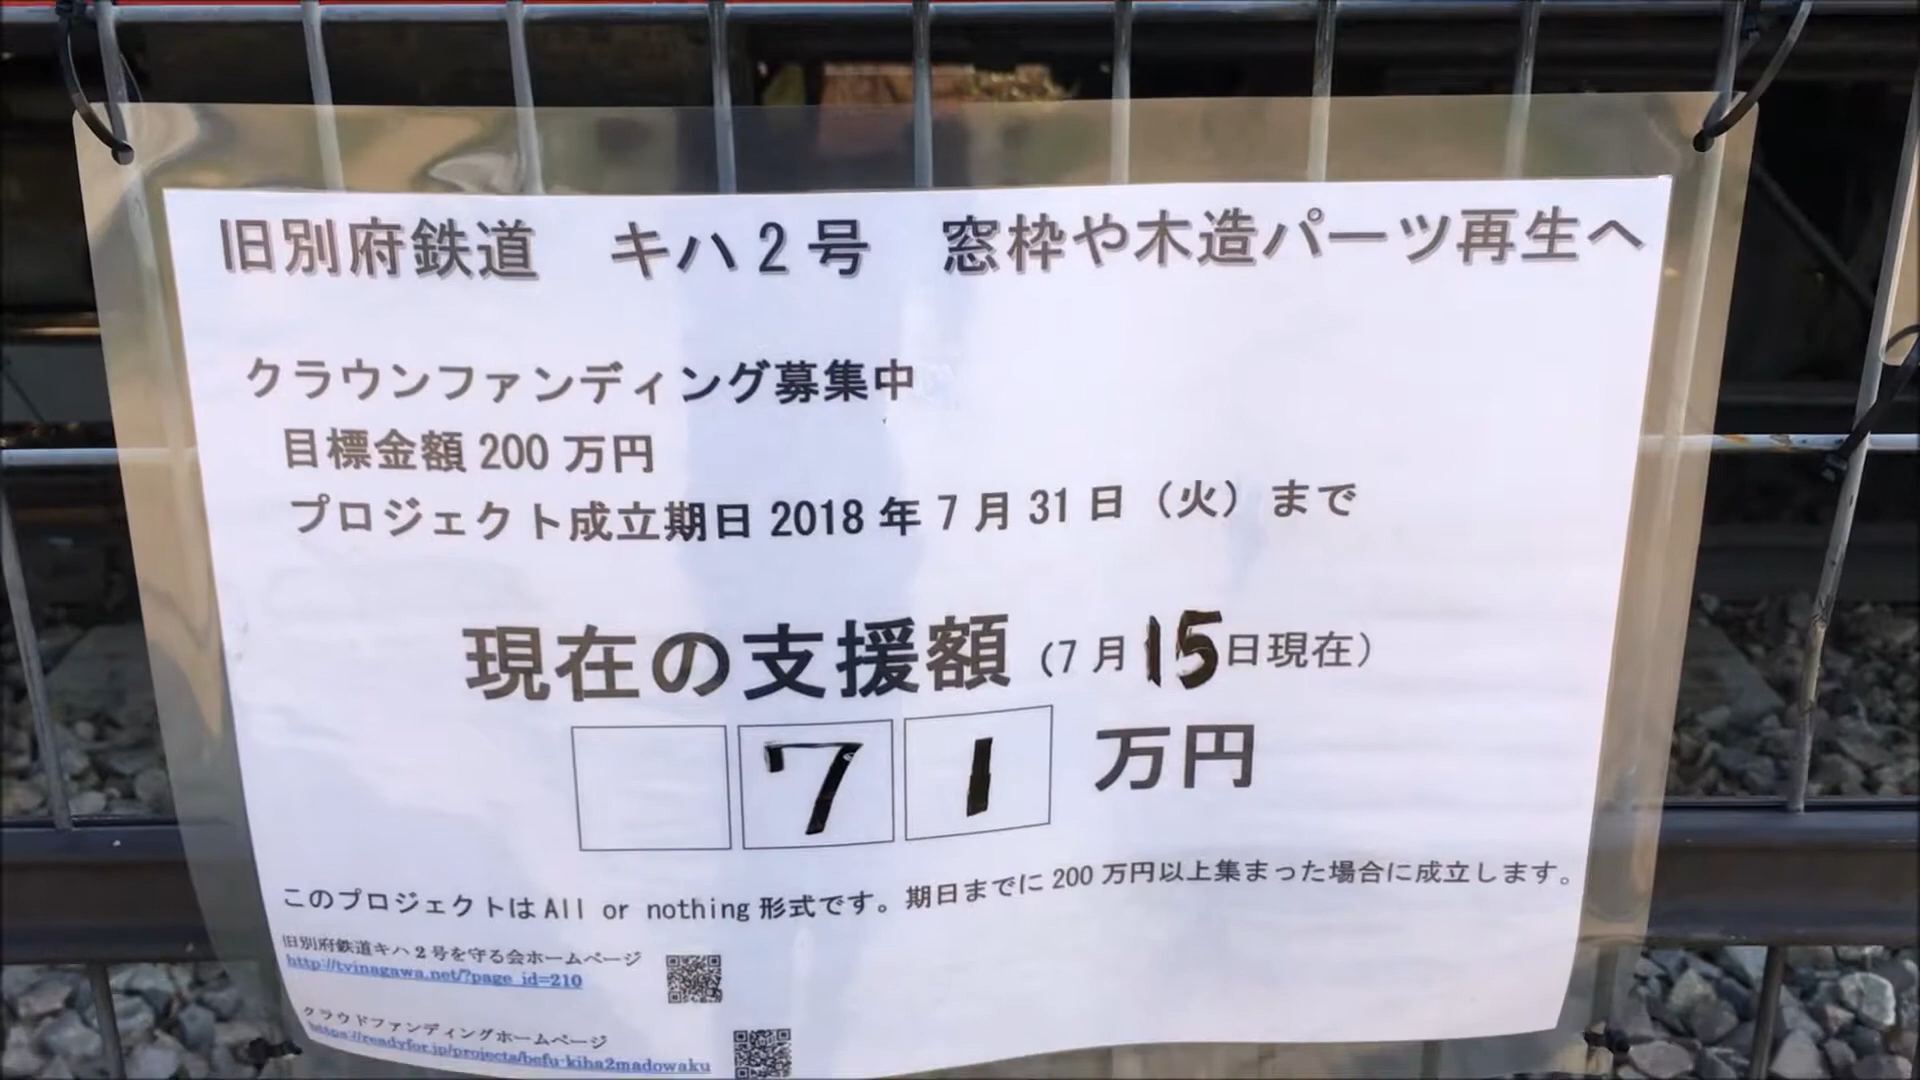 旧別府鉄道　キハ2号　窓枠や木造パーツ再生へ
クラウンファンディング募集中
目標金額 200 万円
プロジェクト成立期日 2018 年 7 月 31 日（火）まで
現在の支援額（7 月 15 日現在）
7 1 万円
このプロジェクトは All or nothing 形式です。期日までに 200 万円以上集まった場合に成立します。
旧別府鉄道キハ2号を守る会ホームページ
http://tvinagawa.net/?page_id=210
クラウドファンディングホームページ
https://readyfor.jp/projects/befu-kiha2madowaku